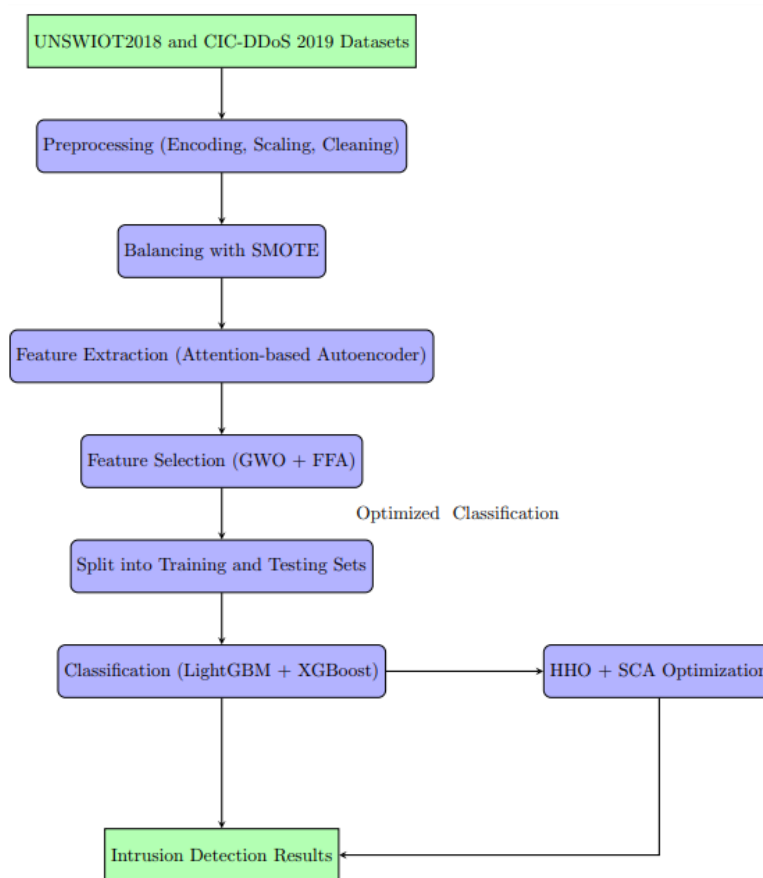 UNSWIOT2018 and CIC-DDoS 2019 Datasets
Preprocessing (Encoding, Scaling, Cleaning)
Balancing with SMOTE
Feature Extraction (Attention-based Autoencoder)
Feature Selection (GWO + FFA)
Optimized Classification
Split into Training and Testing Sets
Classification (LightGBM + XGBoost)
HHO + SCA Optimization
Intrusion Detection Results